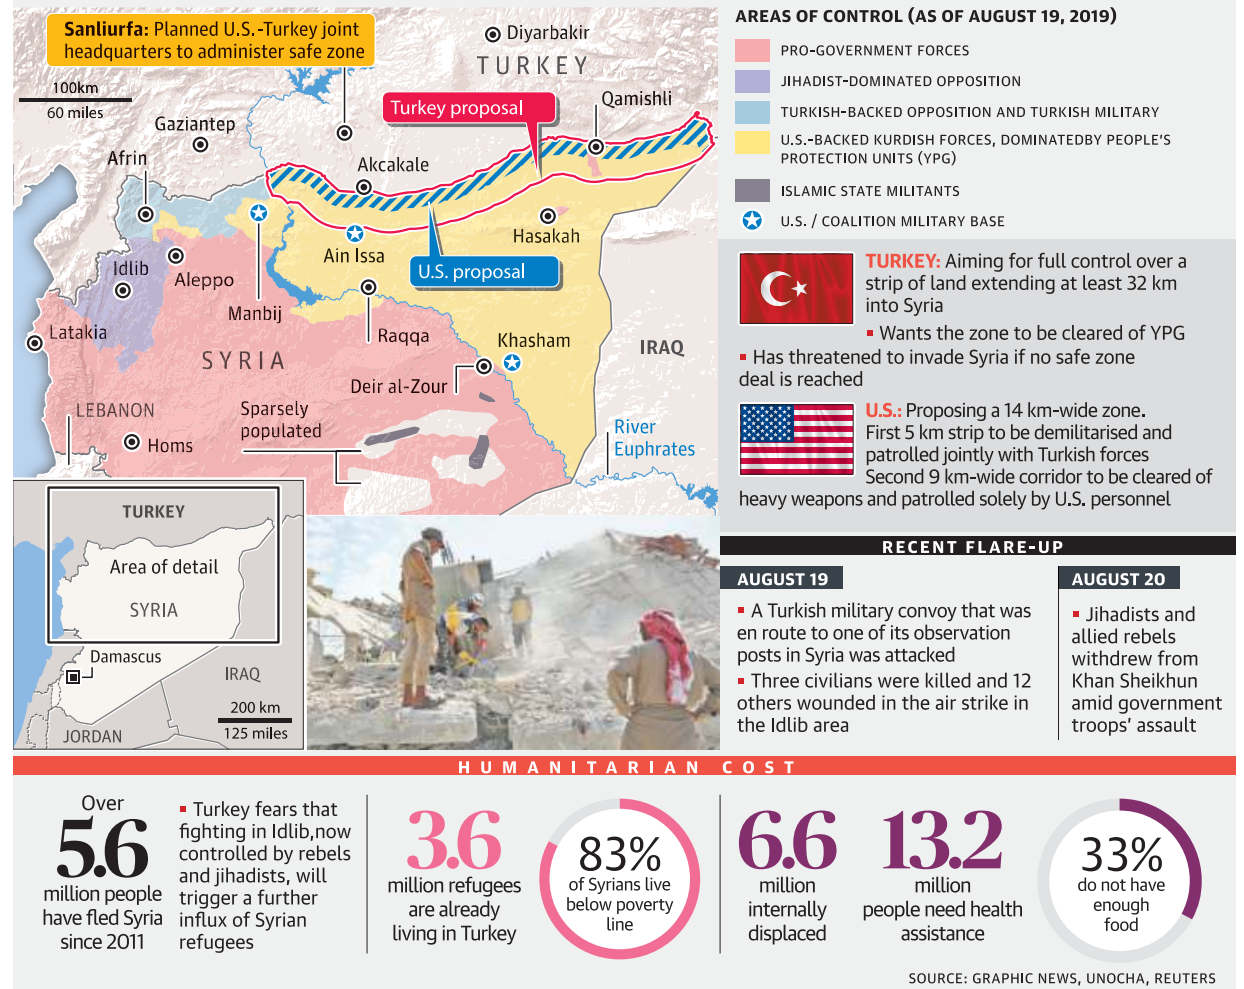 Sanliurfa: Planned U.S.-Turkey joint
headquarters to administer safe zone
100km
60 miles
Diyarbakir
TURKEY
Turkey proposal
Qamishli
Gaziantep
Afrin
Akcakale
Hasakah
Ain Issa
U.S. proposal
Idlib
Aleppo
Manbij
Latakia
Raqqa
Khasham
IRAQ
SYRIA
Deir al-Zour
LEBANON
Sparsely
populated
Homs
River
Euphrates
TURKEY
Area of detail
SYRIA
Damascus
IRAQ
200 km
125 miles
JORDAN
AREAS OF CONTROL (AS OF AUGUST 19, 2019)
PRO-GOVERNMENT FORCES
JIHADIST-DOMINATED OPPOSITION
TURKISH-BACKED OPPOSITION AND TURKISH MILITARY
U.S.-BACKED KURDISH FORCES, DOMINATEDBY PEOPLE'S
PROTECTION UNITS (YPG)
ISLAMIC STATE MILITANTS
U.S. / COALITION MILITARY BASE
TURKEY: Aiming for full control over a
strip of land extending at least 32 km
into Syria
▪ Wants the zone to be cleared of YPG
▪ Has threatened to invade Syria if no safe zone
deal is reached
U.S.: Proposing a 14 km-wide zone.
First 5 km strip to be demilitarised and
patrolled jointly with Turkish forces
Second 9 km-wide corridor to be cleared of
heavy weapons and patrolled solely by U.S. personnel
RECENT FLARE-UP
AUGUST 19
▪ A Turkish military convoy that was
en route to one of its observation
posts in Syria was attacked
▪ Three civilians were killed and 12
others wounded in the air strike in
the Idlib area
AUGUST 20
▪ Jihadists and
allied rebels
withdrew from
Khan Sheikhun
amid government
troops' assault
HUMANITARIAN COST
Over
5.6
million people
have fled Syria
since 2011
▪ Turkey fears that
fighting in Idlib,now
controlled by rebels
and jihadists, will
trigger a further
influx of Syrian
refugees
3.6
million refugees
are already
living in Turkey
83%
of Syrians live
below poverty
line
6.6
million
internally
displaced
13.2
million
people need health
assistance
33%
do not have
enough
food
SOURCE: GRAPHIC NEWS, UNOCHA, REUTERS